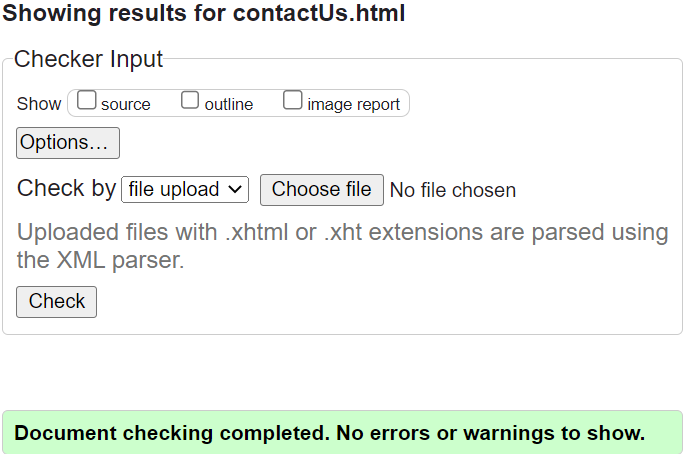 Showing results for contactUs.html
Checker Input
Show source outline image report
Options...
Check by file upload Choose file No file chosen
Uploaded files with .xhtml or .xht extensions are parsed using
the XML parser.
Check
Document checking completed. No errors or warnings to show.